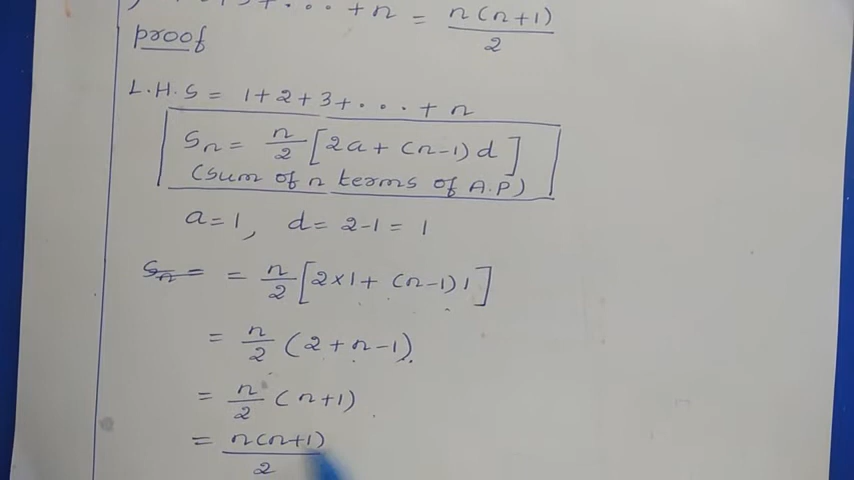 + . . . + n = n(n+1)/2
proof
L.H.S = 1+2+3+ . . . + n
Sn = n/2 [2a + (n-1)d]
(sum of n terms of A.P)
a=1, d= 2-1 = 1
Sn = = n/2 [2×1 + (n-1)1]
= n/2 (2+n-1)
= n/2 (n+1)
= n(n+1)/2